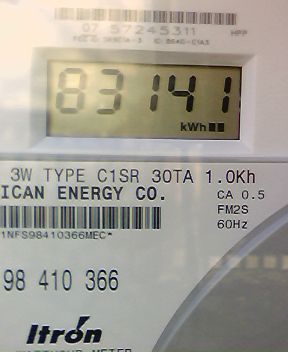 07 57245311
83141
kWh
3W TYPE C1SR 30TA 1.0Kh
ICAN ENERGY CO.
CA 0.5
FM2S
60Hz
1NFS98410366MEC*
98 410 366
Itrón